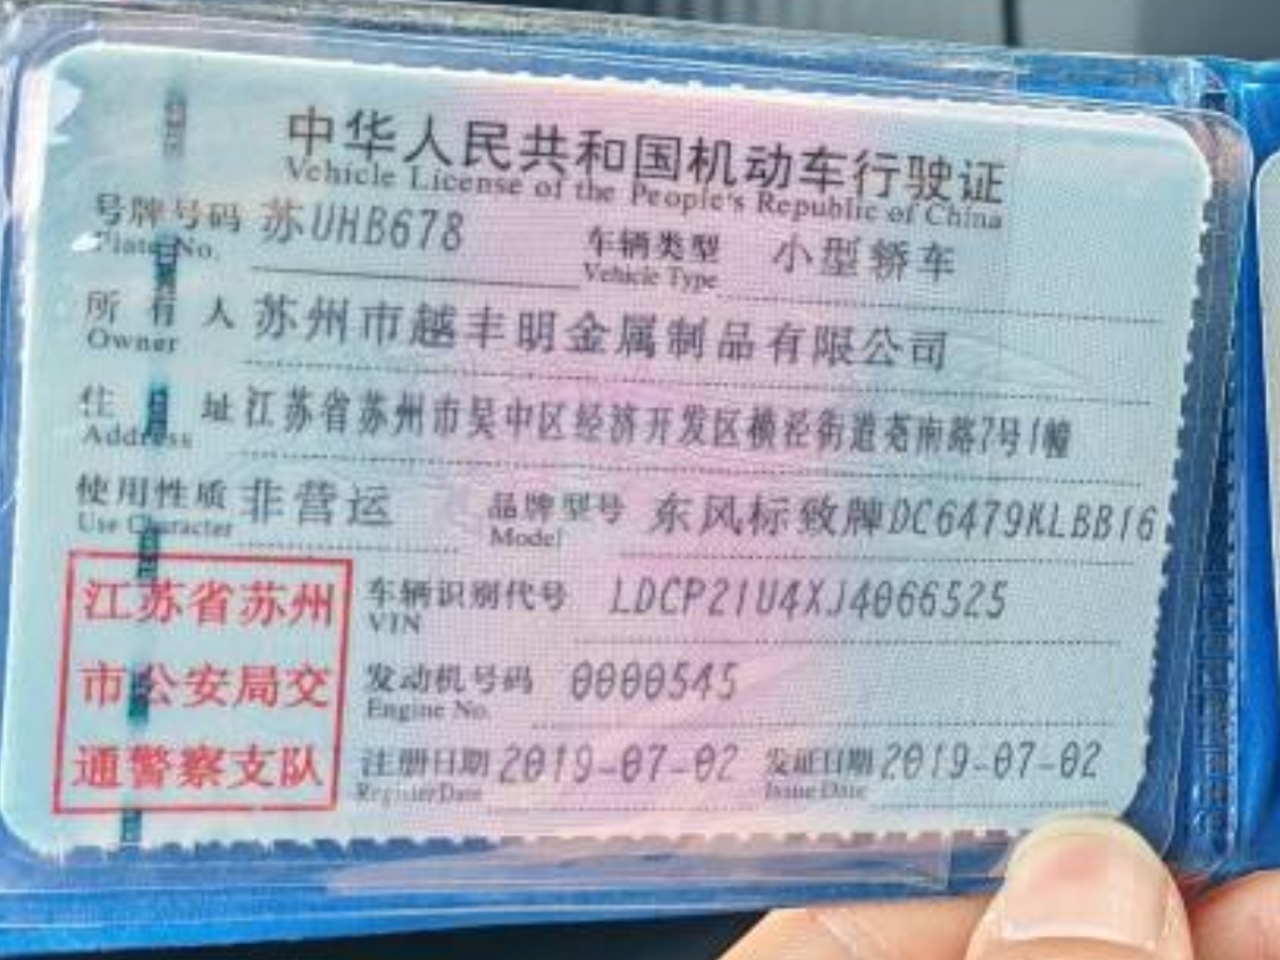 中华人民共和国机动车行驶证
Vehicle License of the People's Republic of China
号牌号码 苏UHB678 车辆类型 小型轿车
Plate No. Vehicle Type
所有人 苏州市越丰明金属制品有限公司
Owner
住址 江苏省苏州市吴中区经济开发区横泾街道尧南路7号1幢
Address
使用性质 非营运 品牌型号 东风标致牌DC6479KLBB16
Use Character Model
江苏省苏州
市公安局交
通警察支队
车辆识别代号 LDCP21U4XJ4066525
VIN
发动机号码 0000545
Engine No.
注册日期 2019-07-02 发证日期 2019-07-02
Register Date Issue Date